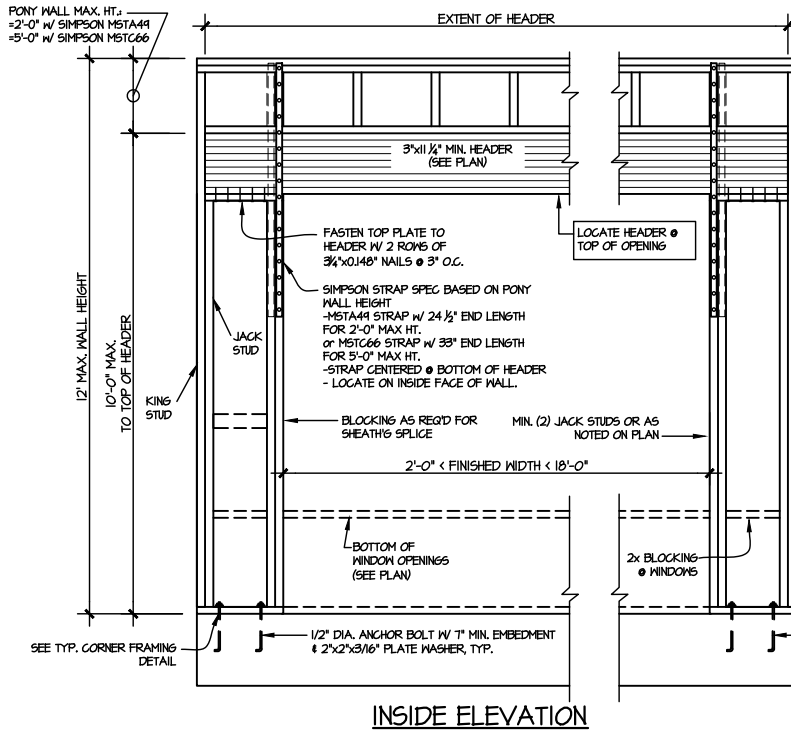 PONY WALL MAX. HT.:
=2'-0" W/ SIMPSON MSTA49
=5'-0" W/ SIMPSON MSTC66
EXTENT OF HEADER
3"x11 1/4" MIN. HEADER
(SEE PLAN)
FASTEN TOP PLATE TO
HEADER W/ 2 ROWS OF
3 1/4"x0.148" NAILS @ 3" O.C.
LOCATE HEADER @
TOP OF OPENING
SIMPSON STRAP SPEC BASED ON PONY
WALL HEIGHT
-MSTA49 STRAP W/ 24 1/2" END LENGTH
FOR 2'-0" MAX HT.
or MSTC66 STRAP W/ 33" END LENGTH
FOR 5'-0" MAX HT.
-STRAP CENTERED @ BOTTOM OF HEADER
- LOCATE ON INSIDE FACE OF WALL.
12' MAX. WALL HEIGHT
10'-0" MAX.
TO TOP OF HEADER
JACK
STUD
KING
STUD
BLOCKING AS REQ'D FOR
SHEATH'G SPLICE
MIN. (2) JACK STUDS OR AS
NOTED ON PLAN
2'-0" < FINISHED WIDTH < 18'-0"
BOTTOM OF
WINDOW OPENINGS
(SEE PLAN)
2x BLOCKING
@ WINDOWS
SEE TYP. CORNER FRAMING
DETAIL
1/2" DIA. ANCHOR BOLT W/ 7" MIN. EMBEDMENT
& 2"x2"x3/16" PLATE WASHER, TYP.
INSIDE ELEVATION